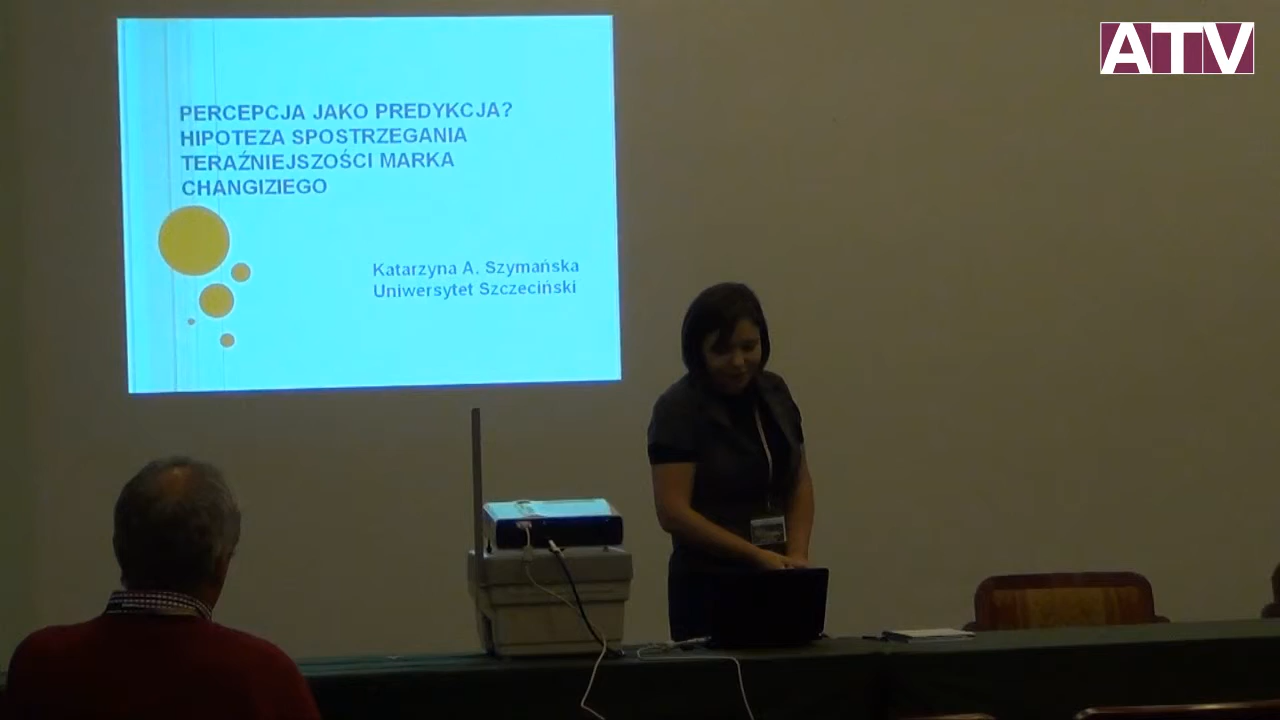 ATV
PERCEPCJA JAKO PREDYKCJA?
HIPOTEZA SPOSTRZEGANIA
TERAŹNIEJSZOŚCI MARKA
CHANGIZIEGO
Katarzyna A. Szymańska
Uniwersytet Szczeciński